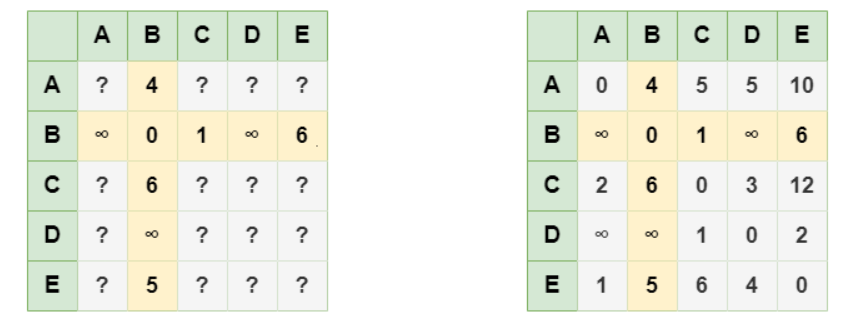 A B C D E
A ? 4 ? ? ?
B ∞ 0 1 ∞ 6
C ? 6 ? ? ?
D ? ∞ ? ? ?
E ? 5 ? ? ?
A B C D E
A 0 4 5 5 10
B ∞ 0 1 ∞ 6
C 2 6 0 3 12
D ∞ ∞ 1 0 2
E 1 5 6 4 0